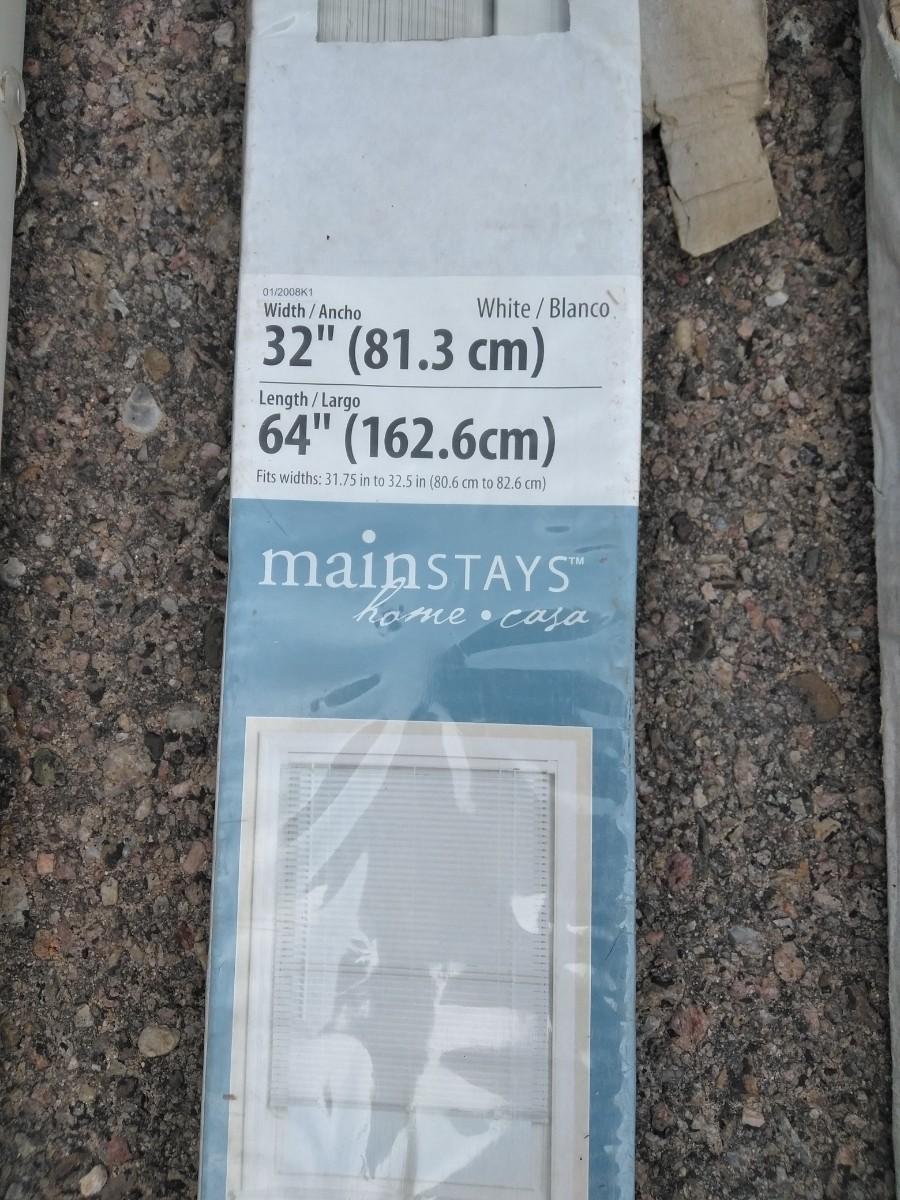 01/2008K1
Width / Ancho White / Blanco
32" (81.3 cm)
Length / Largo
64" (162.6cm)
Fits widths: 31.75 in to 32.5 in (80.6 cm to 82.6 cm)
mainSTAYS™
home • casa